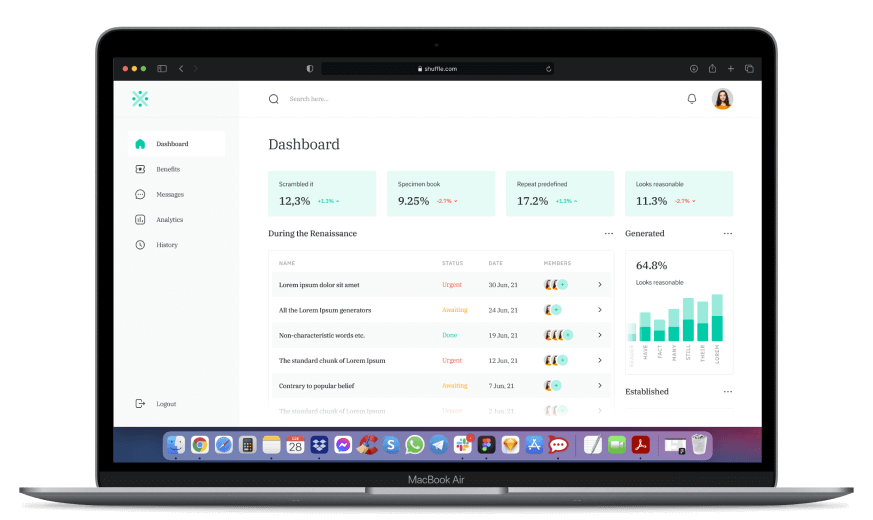 shuffle.com
Search here...
Dashboard
Benefits
Messages
Analytics
History
Logout
Dashboard
Scrambled it
12,3% +1,3%
Specimen book
9.25% -2.7%
Repeat predefined
17.2% +1,3%
Looks reasonable
11.3% -2.7%
During the Renaissance
NAME STATUS DATE MEMBERS
Lorem ipsum dolor sit amet Urgent 30 Jun, 21
All the Lorem Ipsum generators Awaiting 24 Jun, 21
Non-characteristic words etc. Done 19 Jun, 21
The standard chunk of Lorem Ipsum Urgent 12 Jun, 21
Contrary to popular belief Awaiting 7 Jun, 21
The standard chunk of Lorem Ipsum Urgent 2 Jun, 21
Generated
64.8%
Looks reasonable
HAVE
FACT
MANY
STILL
THEIR
LOREM
Established
28
MacBook Air